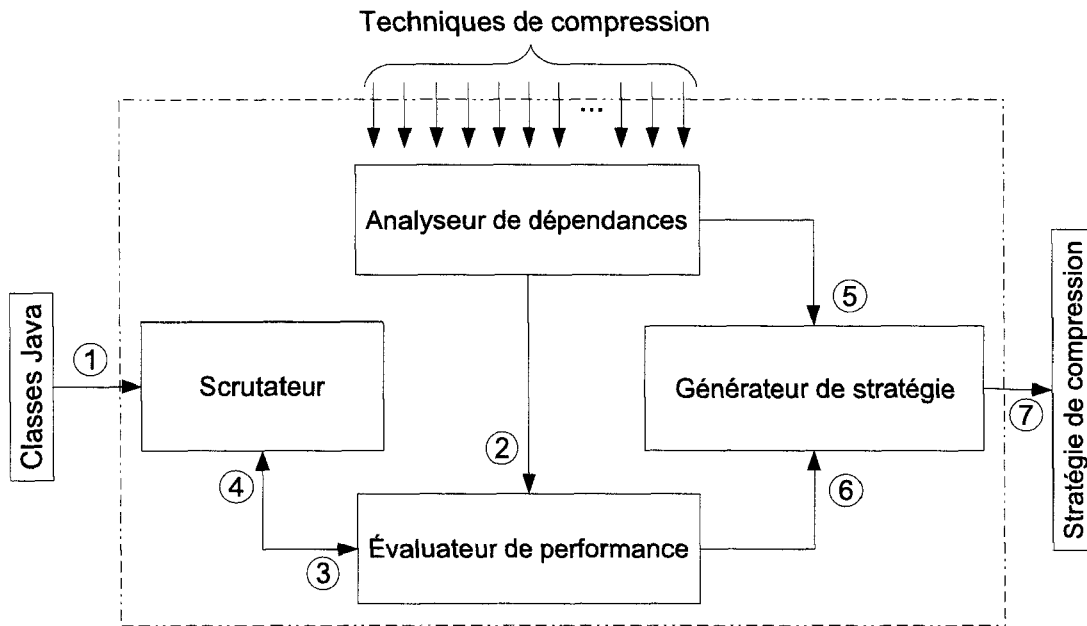 Techniques de compression
...
Analyseur de dépendances
Classes Java
1
Scrutateur
2
3
4
Évaluateur de performance
5
Générateur de stratégie
6
7
Stratégie de compression